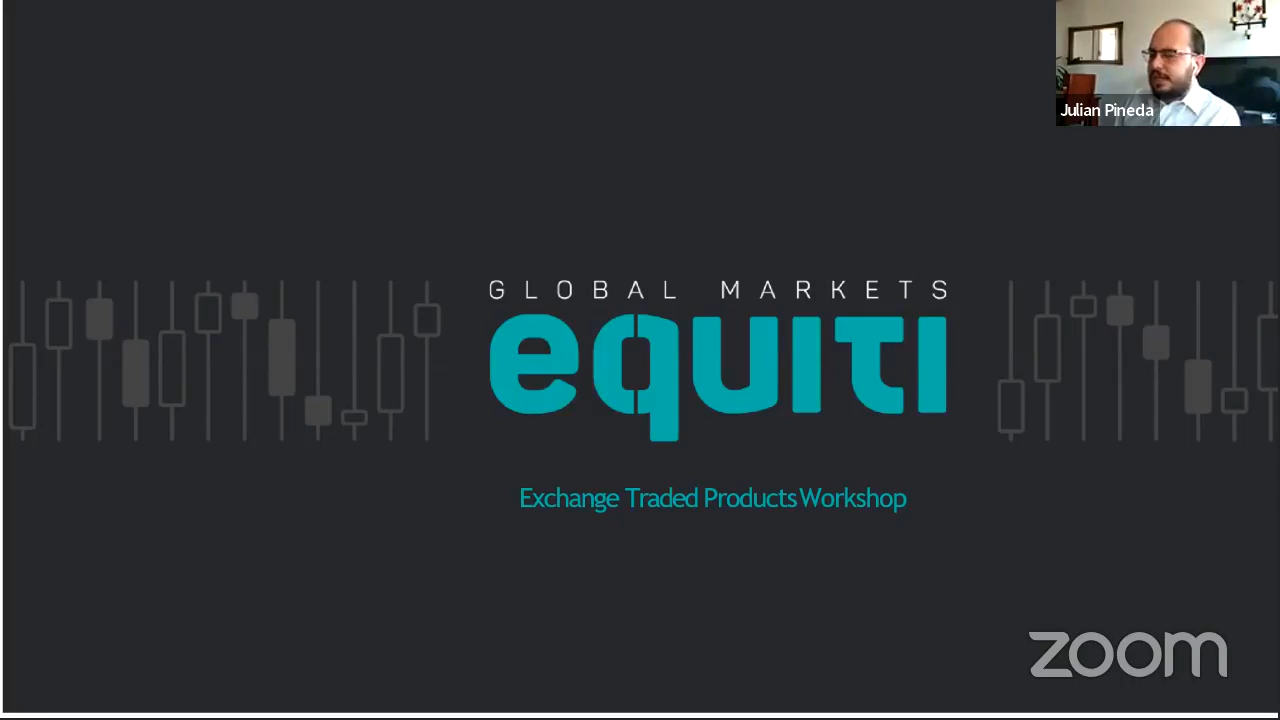 Julian Pineda
GLOBAL MARKETS
equiti
Exchange Traded Products Workshop
zoom